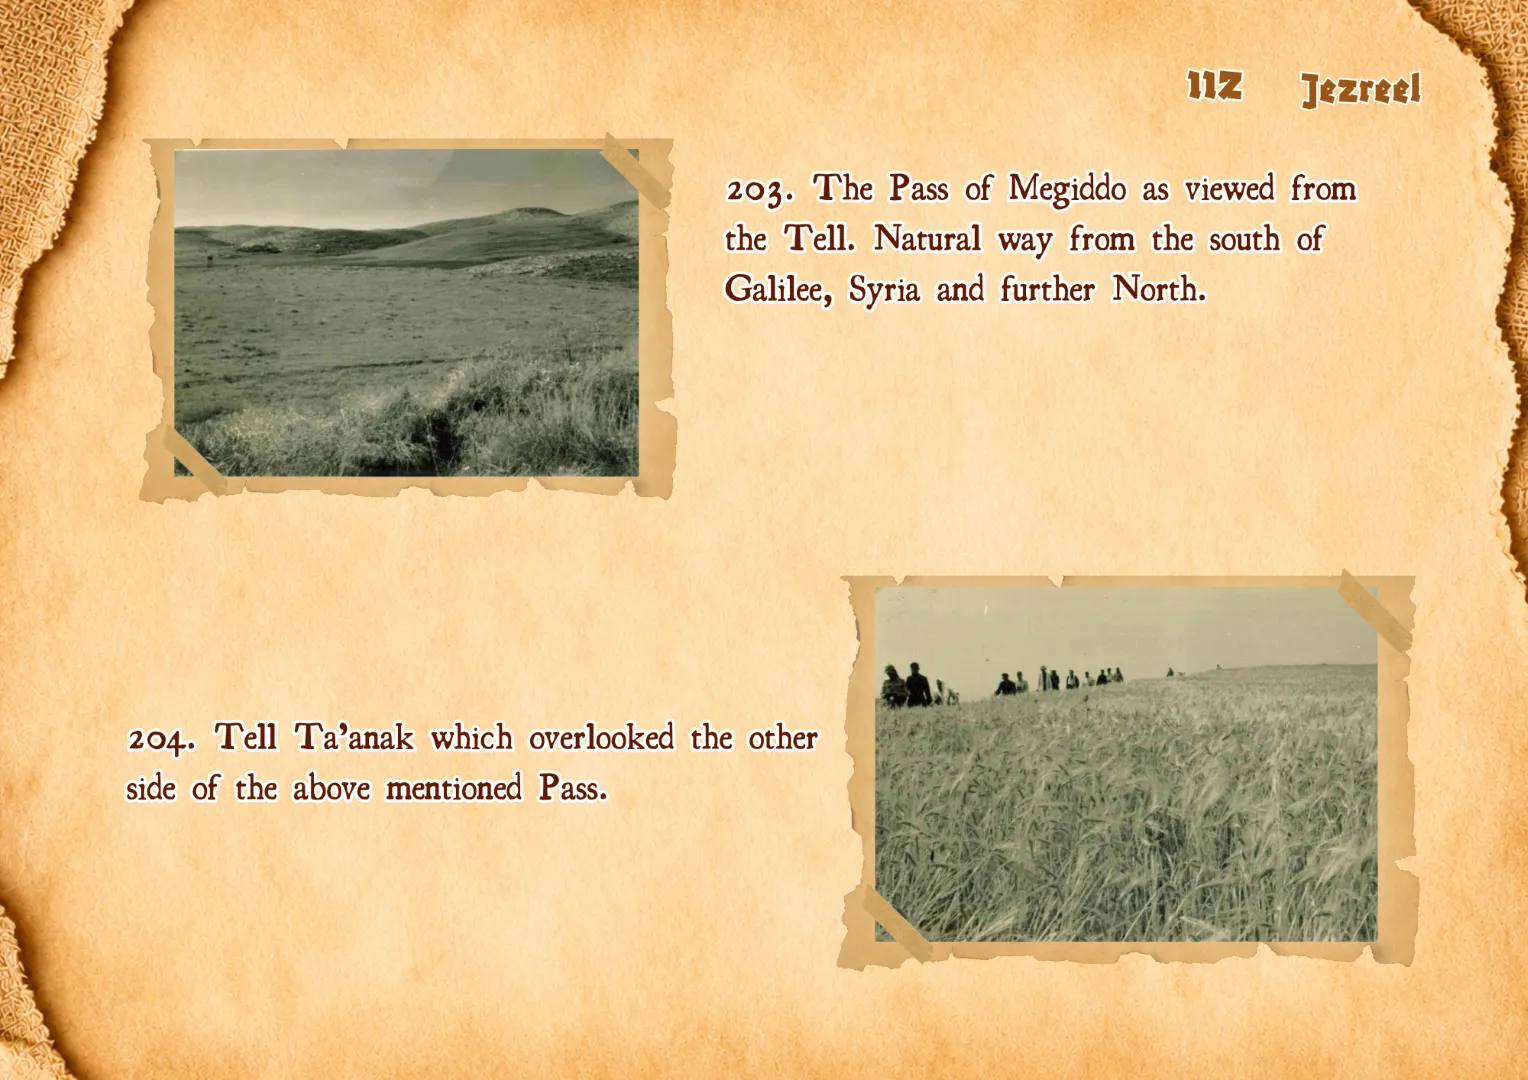 112 Jezreel
203. The Pass of Megiddo as viewed from
the Tell. Natural way from the south of
Galilee, Syria and further North.
204. Tell Ta'anak which overlooked the other
side of the above mentioned Pass.